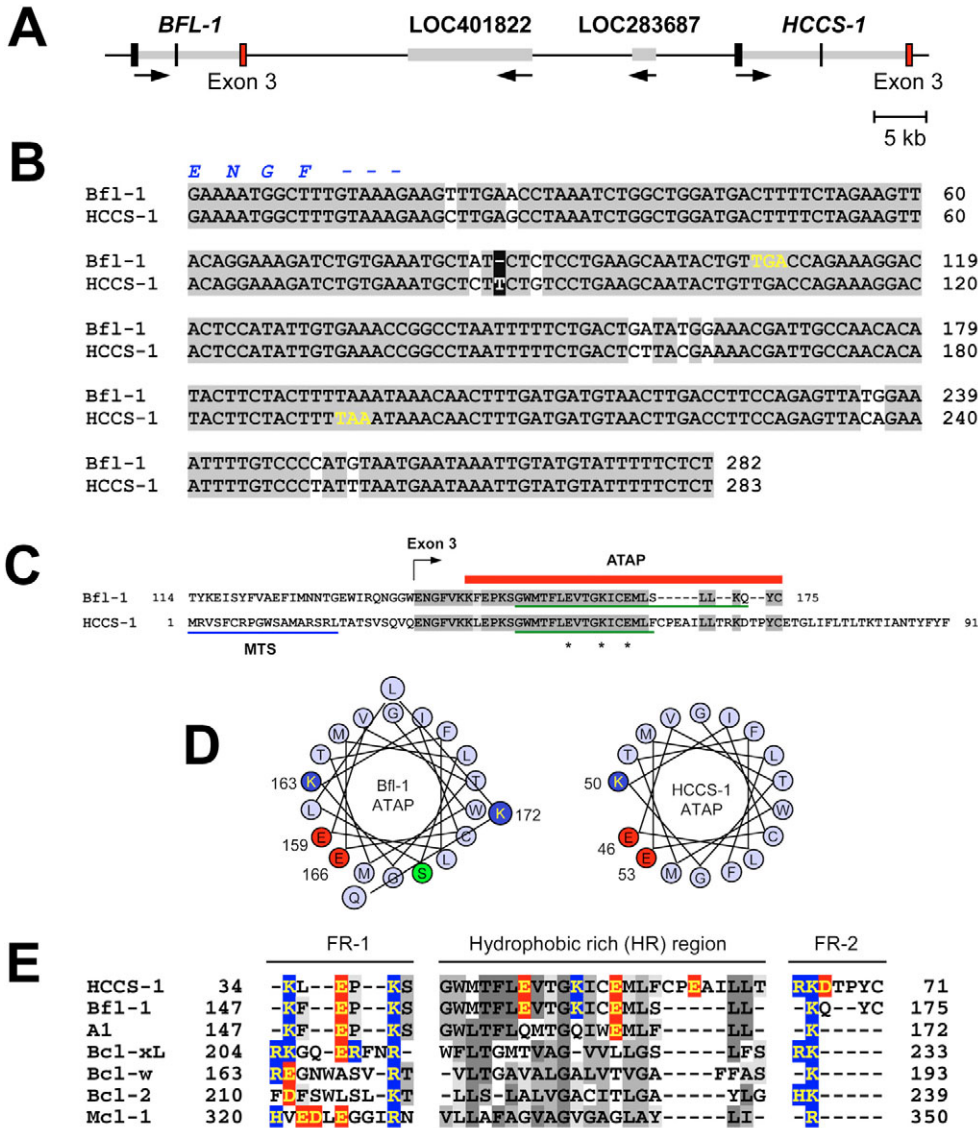 A
BFL-1 LOC401822 LOC283687 HCCS-1
Exon 3 Exon 3
5 kb
B
E N G F - - -
Bfl-1 GAAAATGGCTTTGTAAAGAAGTTTGAACCTAAATCTGGCTGGATGACTTTTCTAGAAGTT 60
HCCS-1 GAAAATGGCTTTGTAAAGAAGCTTGAGCCTAAATCTGGCTGGATGACTTTTCTAGAAGTT 60
Bfl-1 ACAGGAAAGATCTGTGAAATGCTAT-CTCTCCTGAAGCAATACTGTTGACCAGAAAGGAC 119
HCCS-1 ACAGGAAAGATCTGTGAAATGCTCTTCTGTCCTGAAGCAATACTGTTGACCAGAAAGGAC 120
Bfl-1 ACTCCATATTGTGAAACCGGCCTAATTTTTCTGACTGATATGGAAACGATTGCCAACACA 179
HCCS-1 ACTCCATATTGTGAAACCGGCCTAATTTTTCTGACTCTTACGAAAACGATTGCCAACACA 180
Bfl-1 TACTTCTACTTTTAAATAAACAACTTTGATGATGTAACTTGACCTTCCAGAGTTATGGAA 239
HCCS-1 TACTTCTACTTTTAAATAAACAACTTTGATGATGTAACTTGACCTTCCAGAGTTACAGAA 240
Bfl-1 ATTTTGTCCCCATGTAATGAATAAATTGTATGTATTTTTCTCT 282
HCCS-1 ATTTTGTCCCTATTTAATGAATAAATTGTATGTATTTTTCTCT 283
C
Exon 3 ATAP
Bfl-1 114 TYKEISYFVAEFIMNNTGEWIRQNGGWENGFVKKFEPKSGWMTFLEVTGKICEMLS-----LL--KQ--YC 175
HCCS-1 1 MRVSFCRPGWSAMARSRLTATSVSQVQENGFVKKLEPKSGWMTFLEVTGKICEMLFCPEAILLTRKDTPYCETGLIFLTLTKTIANTYFYF 91
MTS * * *
D
L
V G I M F T L K T L W E K E C M L Q G S
163 159 166 172
Bfl-1
ATAP
V G I M F T L K T E W E C M L G F
50 46 53
HCCS-1
ATAP
E
FR-1 Hydrophobic rich (HR) region FR-2
HCCS-1 34 -KL--EP--KS GWMTFLEVTGKICEMLFCPEAILLT RKDTPYC 71
Bfl-1 147 -KF--EP--KS GWMTFLEVTGKICEMLS-----LL- -KQ--YC 175
A1 147 -KF--EP--KS GWLTFLQMTGQIWEMLF-----LL- -K----- 172
Bcl-xL 204 RKGQ-ERFNR- WFLTGMTVAG-VVLLGS-----LFS RK----- 233
Bcl-w 163 REGNWASVR-- -VLTGAVALGALVTVGA----FFAS -K----- 193
Bcl-2 210 FDFSWLSL-KT -LLS-LALVGACITLGA----YLG- HK----- 239
Mcl-1 320 HVEDLEGGIRN VLLAFAGVAGVGAGLAY----LI- -R----- 350